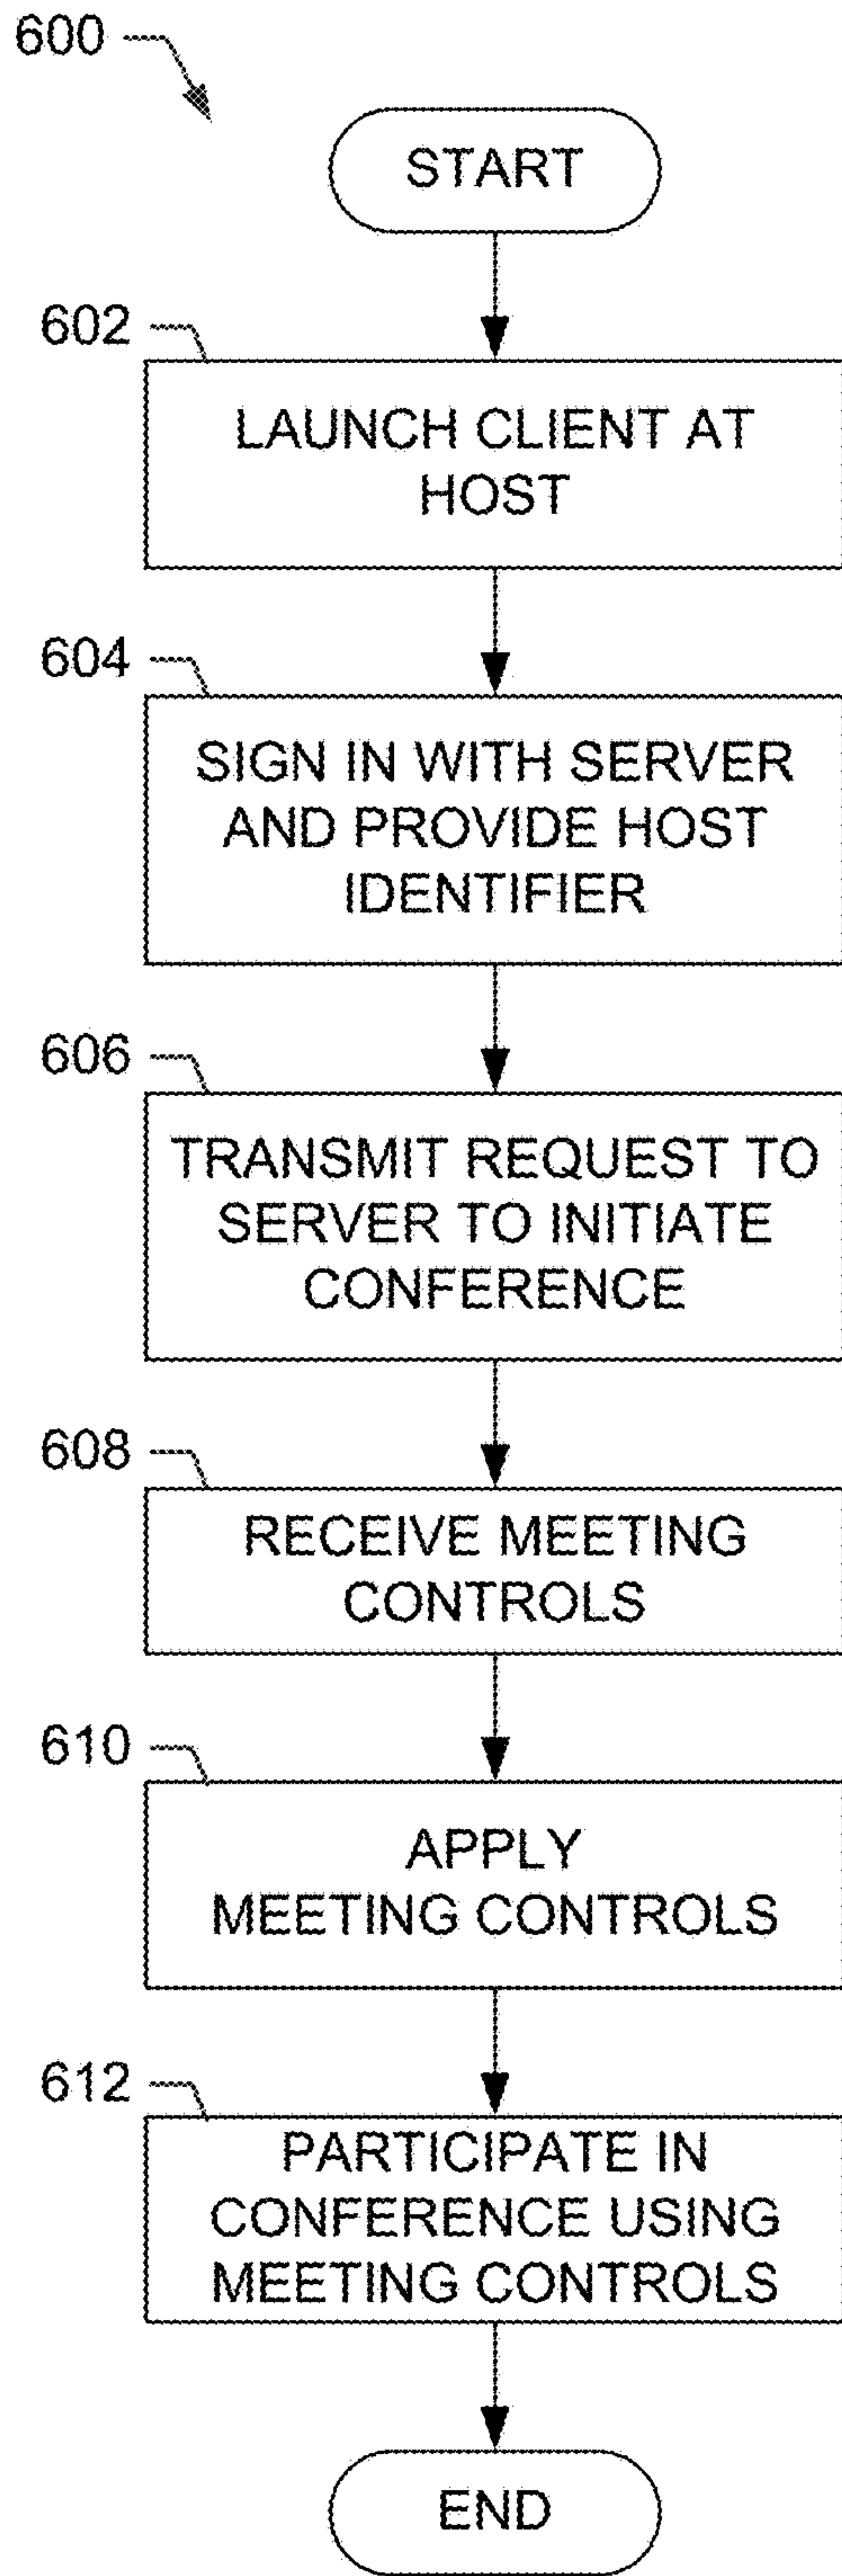 600
START
602
LAUNCH CLIENT AT
HOST
604
SIGN IN WITH SERVER
AND PROVIDE HOST
IDENTIFIER
606
TRANSMIT REQUEST TO
SERVER TO INITIATE
CONFERENCE
608
RECEIVE MEETING
CONTROLS
610
APPLY
MEETING CONTROLS
612
PARTICIPATE IN
CONFERENCE USING
MEETING CONTROLS
END